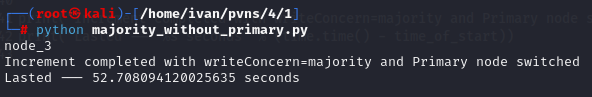 ┌──(root㉿kali)-[/home/ivan/pvns/4/1]
└─# python majority_without_primary.py
node_3
Increment completed with writeConcern=majority and Primary node switched
Lasted --- 52.708094120025635 seconds